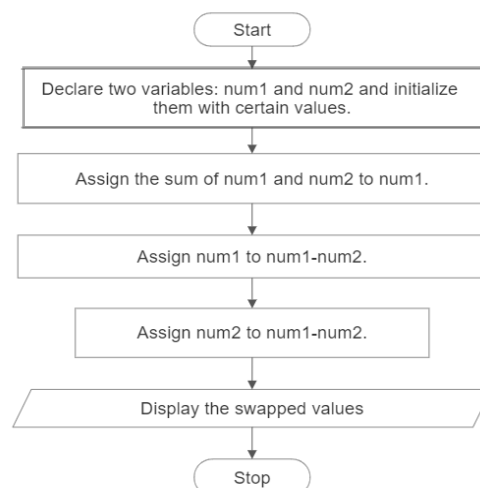 Start
Declare two variables: num1 and num2 and initialize
them with certain values.
Assign the sum of num1 and num2 to num1.
Assign num1 to num1-num2.
Assign num2 to num1-num2.
Display the swapped values
Stop